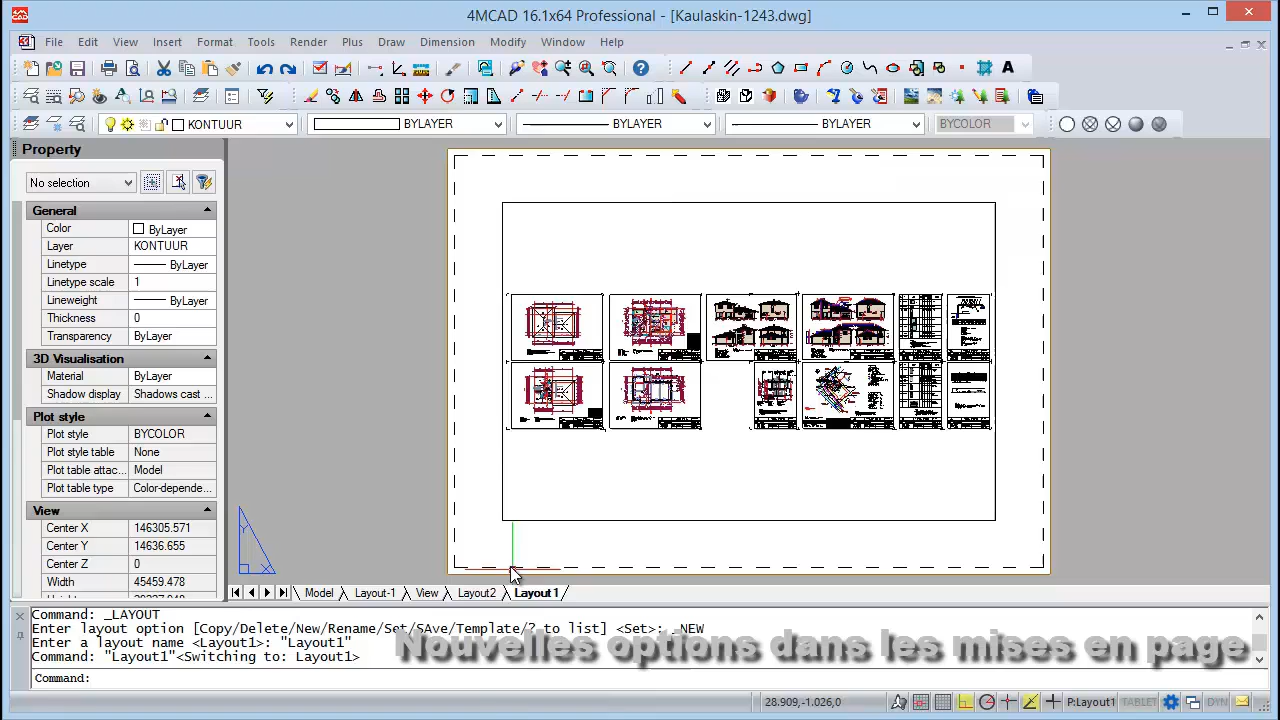 4MCAD 16.1x64 Professional - [Kaulaskin-1243.dwg]
4M CAD
File Edit View Insert Format Tools Render Plus Draw Dimension Modify Window Help
KONTUUR BYLAYER BYLAYER BYLAYER BYCOLOR
Property
No selection
General
Color ByLayer
Layer KONTUUR
Linetype ByLayer
Linetype scale 1
Lineweight ByLayer
Thickness 0
Transparency ByLayer
3D Visualisation
Material ByLayer
Shadow display Shadows cast ...
Plot style
Plot style BYCOLOR
Plot style table None
Plot table attac... Model
Plot table type Color-depende...
View
Center X 146305.571
Center Y 14636.655
Center Z 0
Width 45459.478
Y
X
Model Layout-1 View Layout2 Layout1
Command: _LAYOUT
Enter layout option [Copy/Delete/New/Rename/Set/SAve/Template/? to list] <Set>: _NEW
Enter a layout name <Layout1>: "Layout1"
Command: "Layout1"<Switching to: Layout1>
Nouvelles options dans les mises en page
Command:
28.909,-1.026,0 P:Layout1 TABLET DYN